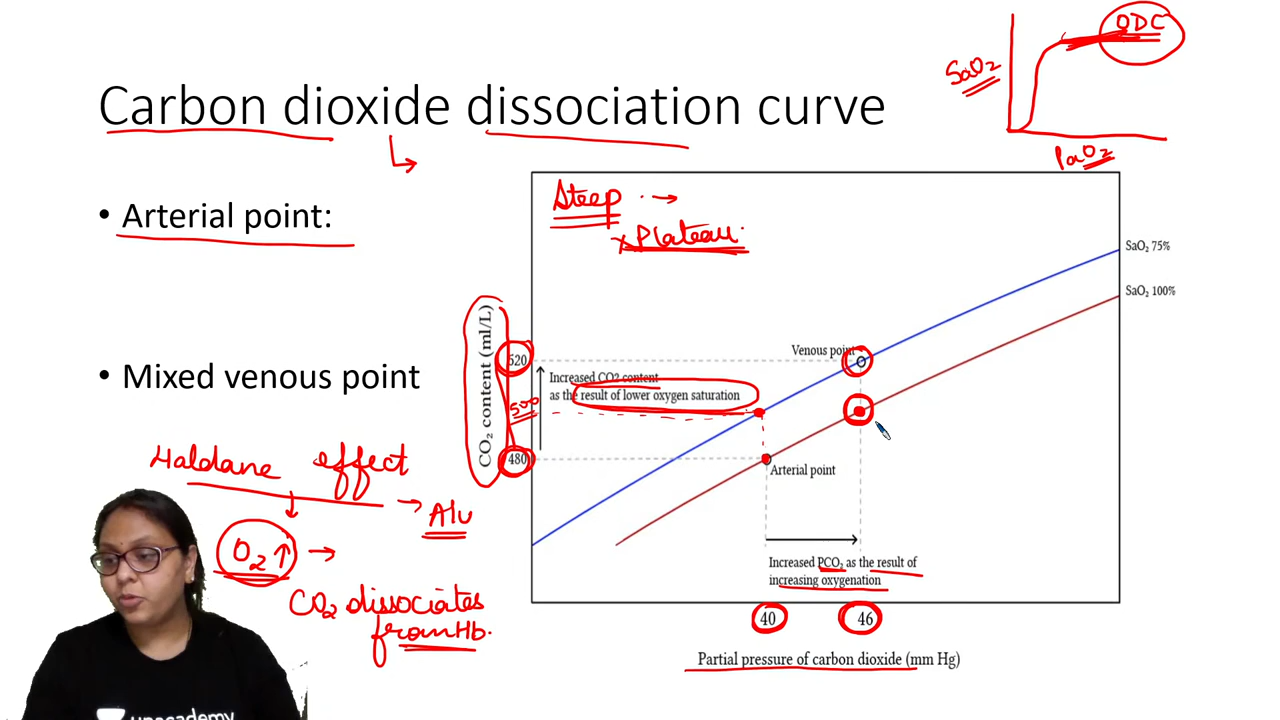 ODC
SaO2
PaO2
Carbon dioxide dissociation curve
• Arterial point:
Steep
x Plateau.
SaO₂ 75%
SaO₂ 100%
CO₂ content (ml/L)
520
500
480
Venous point
Increased CO2 content
as the result of lower oxygen saturation
• Mixed venous point
Haldane effect
Alv
O2↑
CO2 dissociates
from Hb.
Arterial point
Increased PCO₂ as the result of
increasing oxygenation
40 46
Partial pressure of carbon dioxide (mm Hg)
unacademy